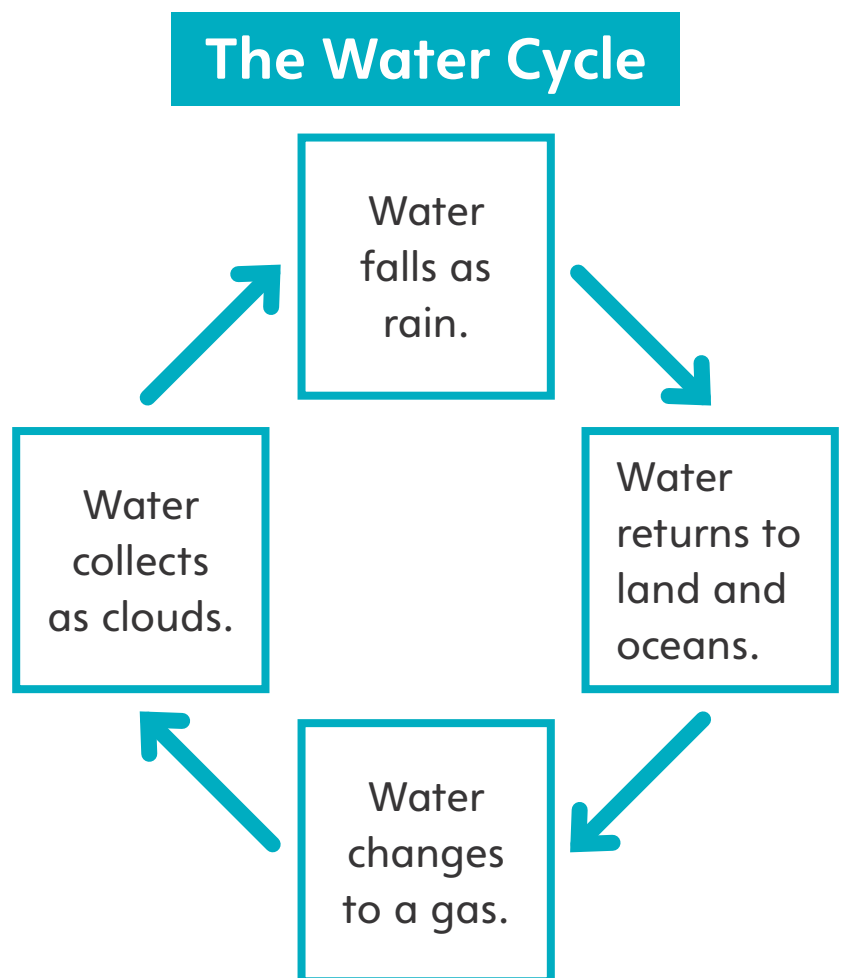 The Water Cycle
Water
falls as
rain.
Water
returns to
land and
oceans.
Water
changes
to a gas.
Water
collects
as clouds.